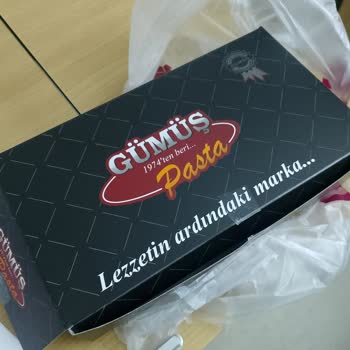 GÜMÜŞ
1974'ten beri...
Pasta
Lezzetin ardındaki marka...